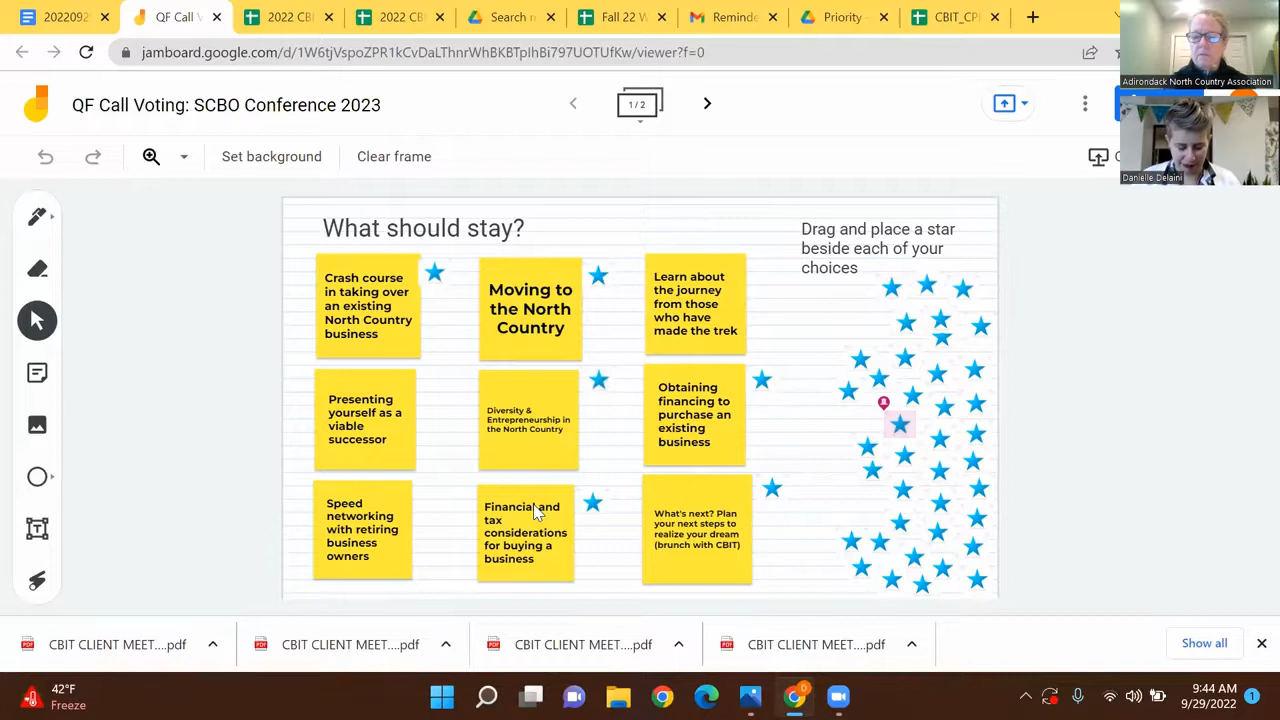 2022092
QF Call V
2022 CBI
2022 CB
Search r
Fall 22 W
Reminde
Priority -
CBIT_CPI
jamboard.google.com/d/1W6tjVspoZPR1kCvDaLThnrWhBKBTpIhBi797UOTUfKw/viewer?f=0
Adirondack North Country Association
Danielle Delaini
QF Call Voting: SCBO Conference 2023
1 / 2
Set background
Clear frame
What should stay?
Drag and place a star
beside each of your
choices
Crash course
in taking over
an existing
North Country
business
Moving to
the North
Country
Learn about
the journey
from those
who have
made the trek
Presenting
yourself as a
viable
successor
Diversity &
Entrepreneurship in
the North Country
Obtaining
financing to
purchase an
existing
business
Speed
networking
with retiring
business
owners
Financial and
tax
considerations
for buying a
business
What's next? Plan
your next steps to
realize your dream
(brunch with CBIT)
CBIT CLIENT MEET....pdf
CBIT CLIENT MEET....pdf
CBIT CLIENT MEET....pdf
CBIT CLIENT MEET....pdf
Show all
42°F
Freeze
9:44 AM
9/29/2022
1